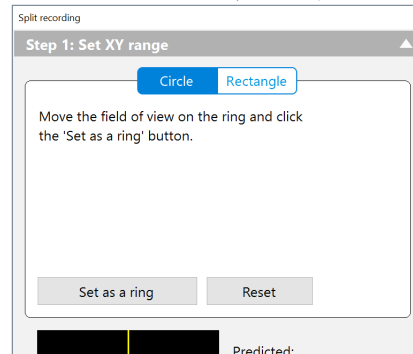 Split recording
Step 1: Set XY range
Circle
Rectangle
Move the field of view on the ring and click
the 'Set as a ring' button.
Set as a ring
Reset
Predicted: